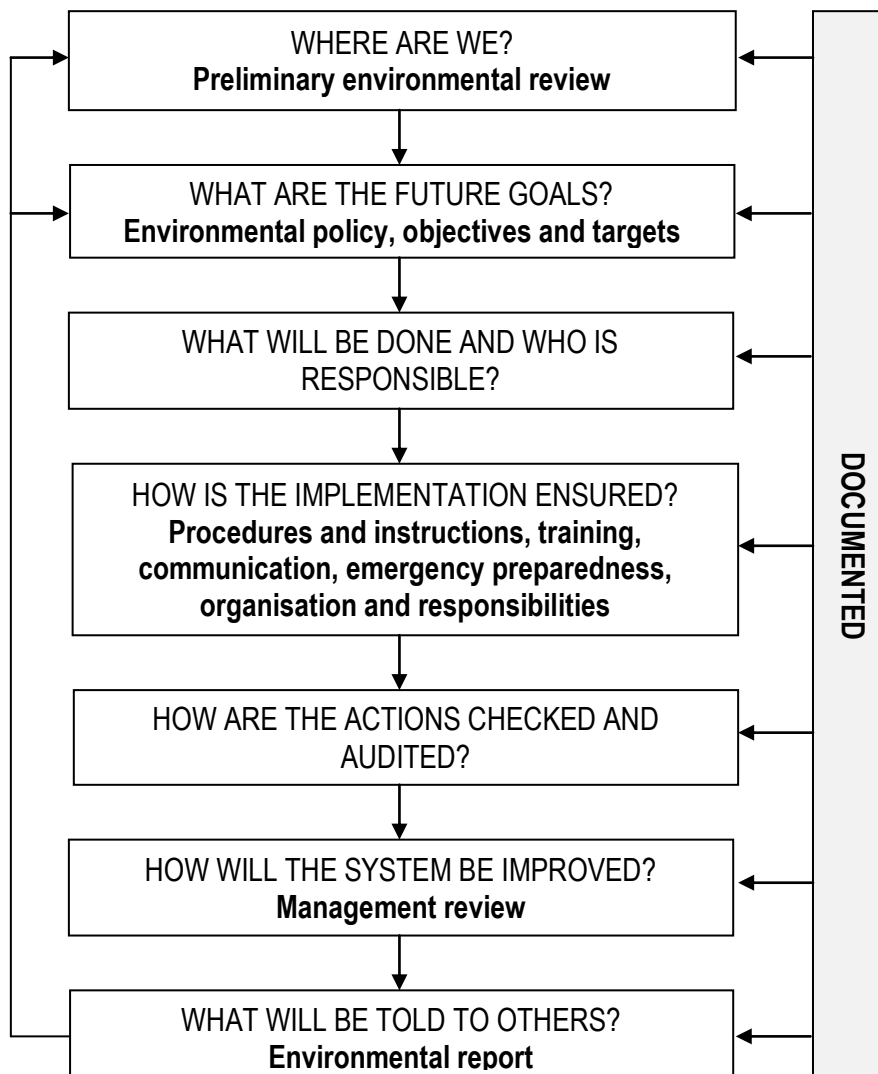 WHERE ARE WE?
Preliminary environmental review
WHAT ARE THE FUTURE GOALS?
Environmental policy, objectives and targets
WHAT WILL BE DONE AND WHO IS
RESPONSIBLE?
HOW IS THE IMPLEMENTATION ENSURED?
Procedures and instructions, training,
communication, emergency preparedness,
organisation and responsibilities
HOW ARE THE ACTIONS CHECKED AND
AUDITED?
HOW WILL THE SYSTEM BE IMPROVED?
Management review
WHAT WILL BE TOLD TO OTHERS?
Environmental report
DOCUMENTED